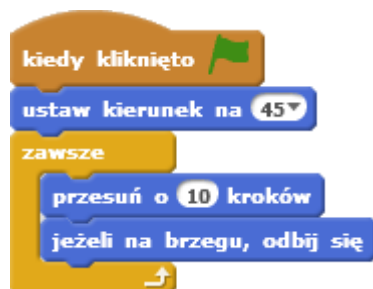 kiedy kliknięto
ustaw kierunek na 45
zawsze
przesuń o 10 kroków
jeżeli na brzegu, odbij się